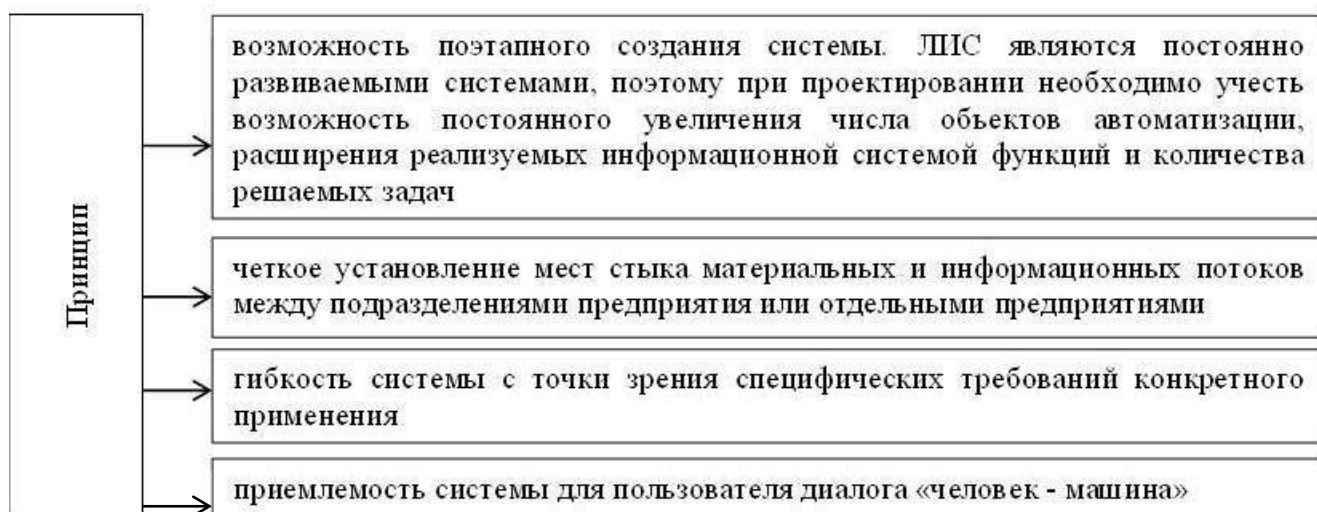 Принцип
возможность поэтапного создания системы. ЛИС являются постоянно
развиваемыми системами, поэтому при проектировании необходимо учесть
возможность постоянного увеличения числа объектов автоматизации,
расширения реализуемых информационной системой функций и количества
решаемых задач
четкое установление мест стыка материальных и информационных потоков
между подразделениями предприятия или отдельными предприятиями
гибкость системы с точки зрения специфических требований конкретного
применения
приемлемость системы для пользователя диалога «человек - машина»